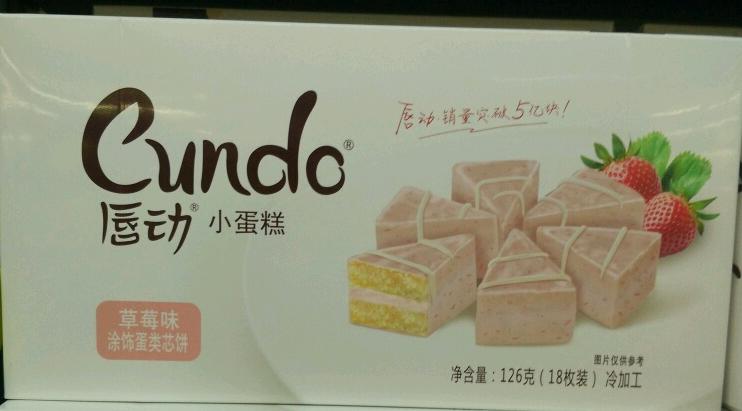 唇动·销量突破5亿块!
Cundo®
唇动® 小蛋糕
草莓味
涂饰蛋类芯饼
图片仅供参考
净含量：126克（18枚装） 冷加工